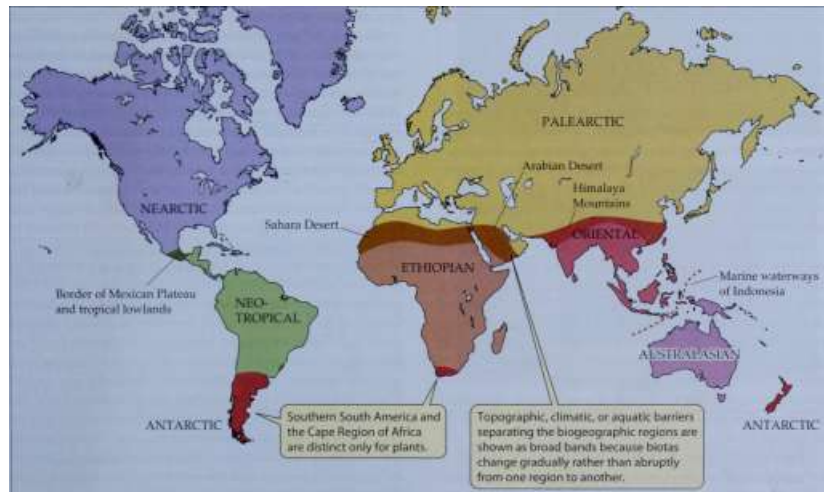 PALEARCTIC
Arabian Desert
Himalaya
Mountains
NEARCTIC
Sahara Desert
ORIENTAL
ETHIOPIAN
Marine waterways
of Indonesia
Border of Mexican Plateau
and tropical lowlands
NEO-
TROPICAL
AUSTRALASIAN
Southern South America and
the Cape Region of Africa
are distinct only for plants.
Topographic, climatic, or aquatic barriers
separating the biogeographic regions are
shown as broad bands because biotas
change gradually rather than abruptly
from one region to another.
ANTARCTIC
ANTARCTIC